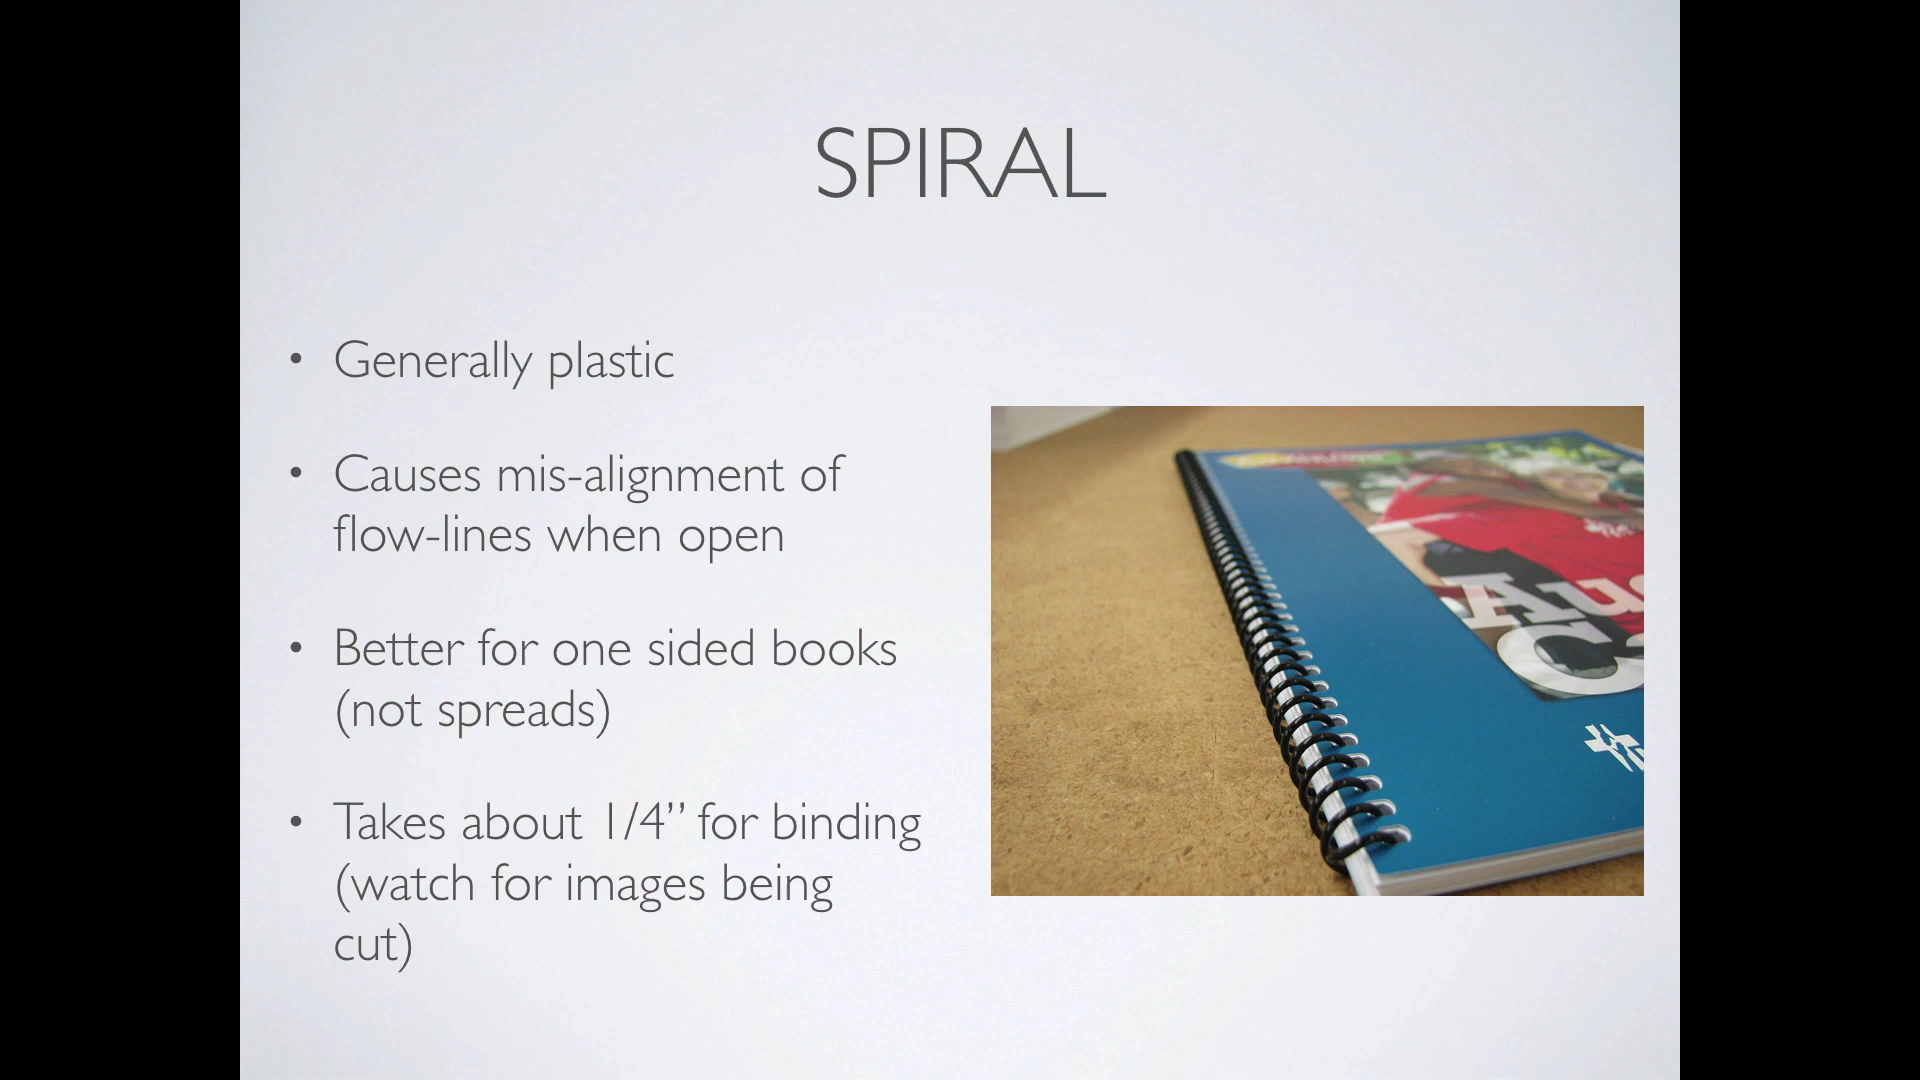 SPIRAL
• Generally plastic
• Causes mis-alignment of
flow-lines when open
• Better for one sided books
(not spreads)
• Takes about 1/4” for binding
(watch for images being
cut)
Au
C